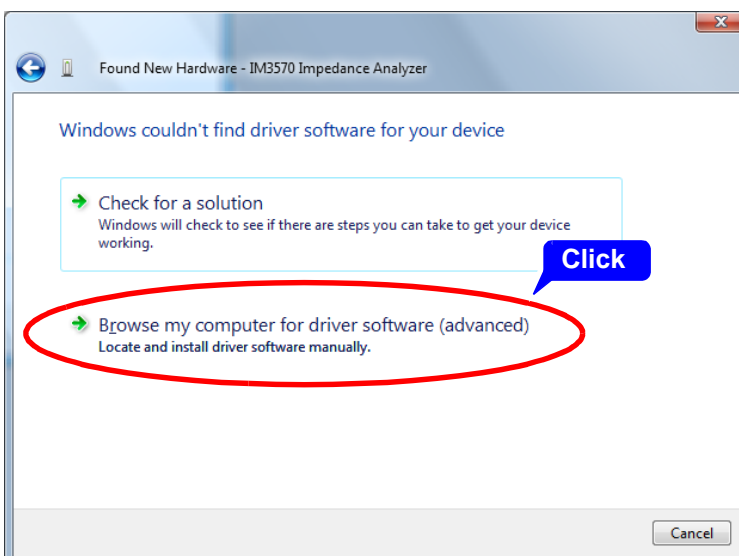 x
Found New Hardware - IM3570 Impedance Analyzer
Windows couldn't find driver software for your device
Check for a solution
Windows will check to see if there are steps you can take to get your device
working.
Click
Browse my computer for driver software (advanced)
Locate and install driver software manually.
Cancel